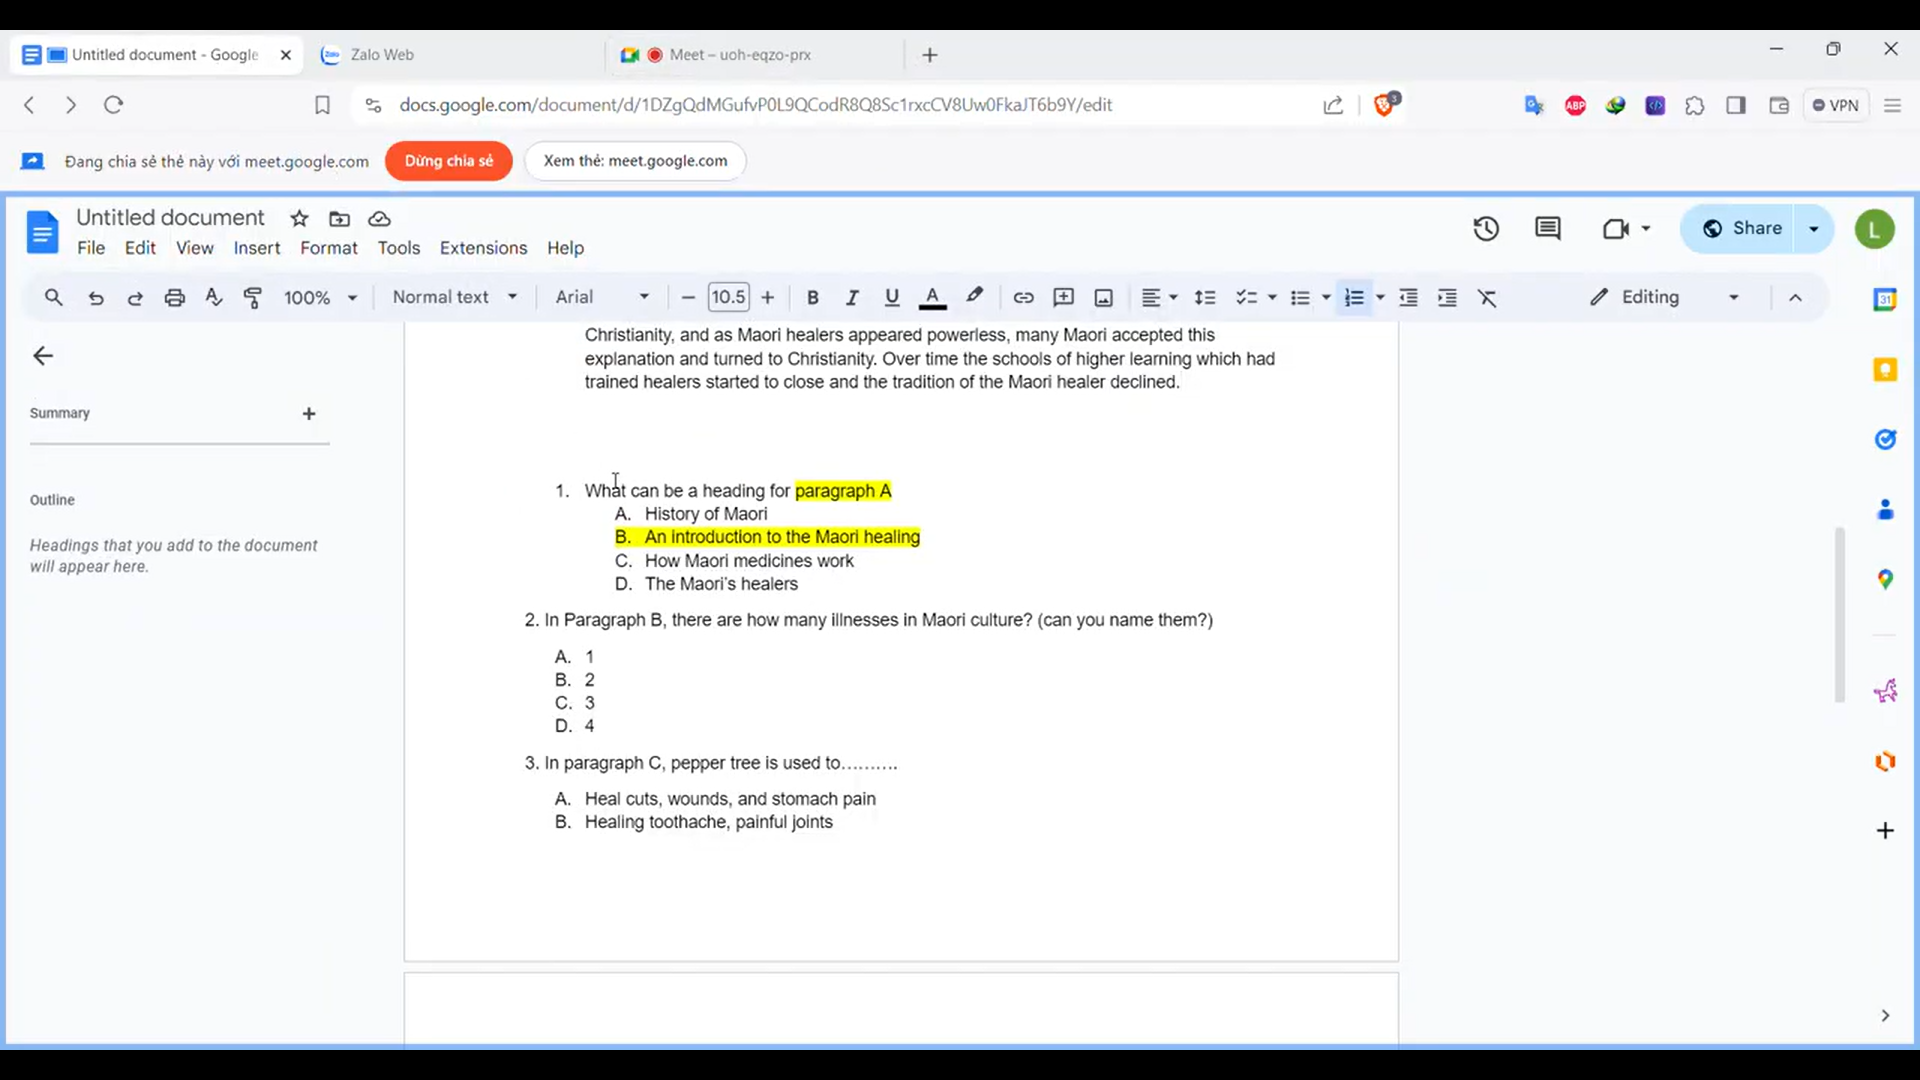 Untitled document - Google
Zalo Web
Meet – uoh-eqzo-prx
docs.google.com/document/d/1DZgQdMGufvP0L9QCodR8Q8Sc1rxcCV8Uw0FkaJT6b9Y/edit
3
ABP
VPN
Đang chia sẻ thẻ này với meet.google.com
Dừng chia sẻ
Xem thẻ: meet.google.com
Untitled document
File Edit View Insert Format Tools Extensions Help
Share
L
100% Normal text Arial 10.5 Editing
31
Christianity, and as Maori healers appeared powerless, many Maori accepted this
explanation and turned to Christianity. Over time the schools of higher learning which had
trained healers started to close and the tradition of the Maori healer declined.
Summary
Outline
Headings that you add to the document
will appear here.
1. What can be a heading for paragraph A
A. History of Maori
B. An introduction to the Maori healing
C. How Maori medicines work
D. The Maori's healers
2. In Paragraph B, there are how many illnesses in Maori culture? (can you name them?)
A. 1
B. 2
C. 3
D. 4
3. In paragraph C, pepper tree is used to……….
A. Heal cuts, wounds, and stomach pain
B. Healing toothache, painful joints